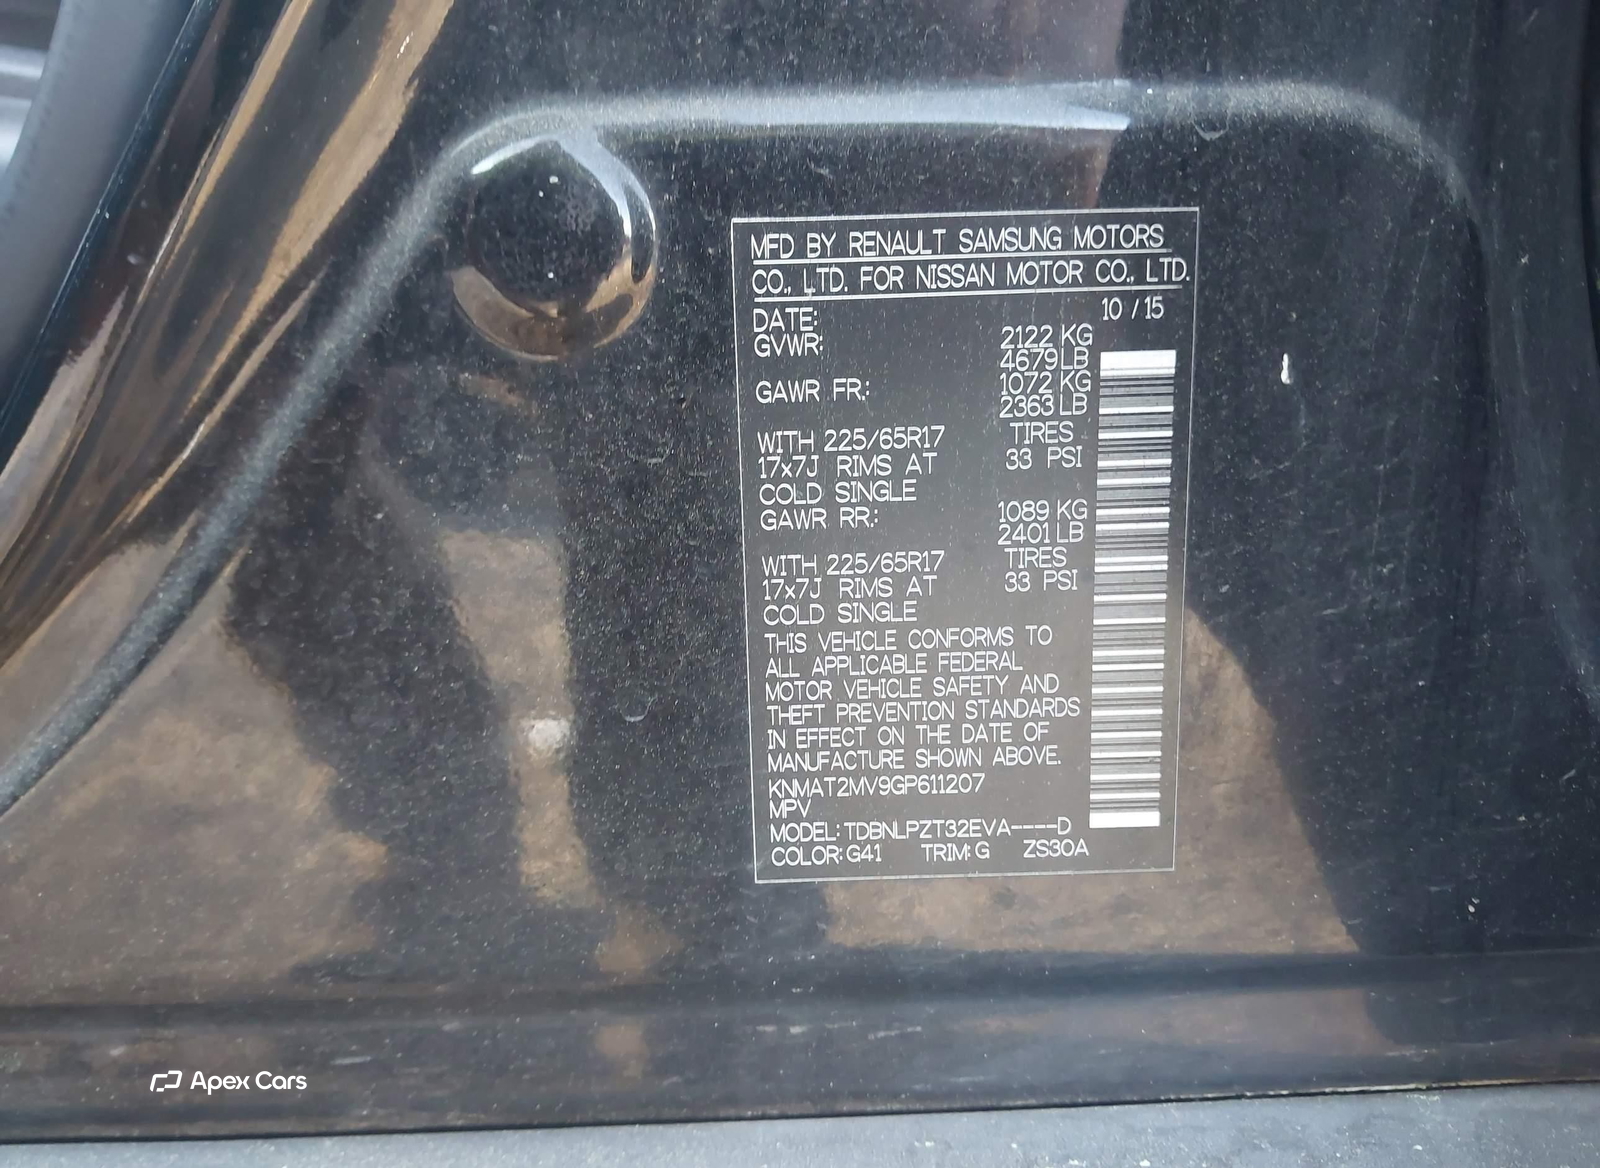 MFD BY RENAULT SAMSUNG MOTORS
CO., LTD. FOR NISSAN MOTOR CO., LTD.
DATE: 10 / 15
GVWR: 2122 KG
4679 LB
GAWR FR.: 1072 KG
2363 LB
WITH 225/65R17 TIRES
17x7J RIMS AT 33 PSI
COLD SINGLE
GAWR RR.: 1089 KG
2401 LB
WITH 225/65R17 TIRES
17x7J RIMS AT 33 PSI
COLD SINGLE
THIS VEHICLE CONFORMS TO
ALL APPLICABLE FEDERAL
MOTOR VEHICLE SAFETY AND
THEFT PREVENTION STANDARDS
IN EFFECT ON THE DATE OF
MANUFACTURE SHOWN ABOVE.
KNMAT2MV9GP611207
MPV
MODEL: TDBNLPZT32EVA----D
COLOR: G41 TRIM: G ZS30A
Apex Cars